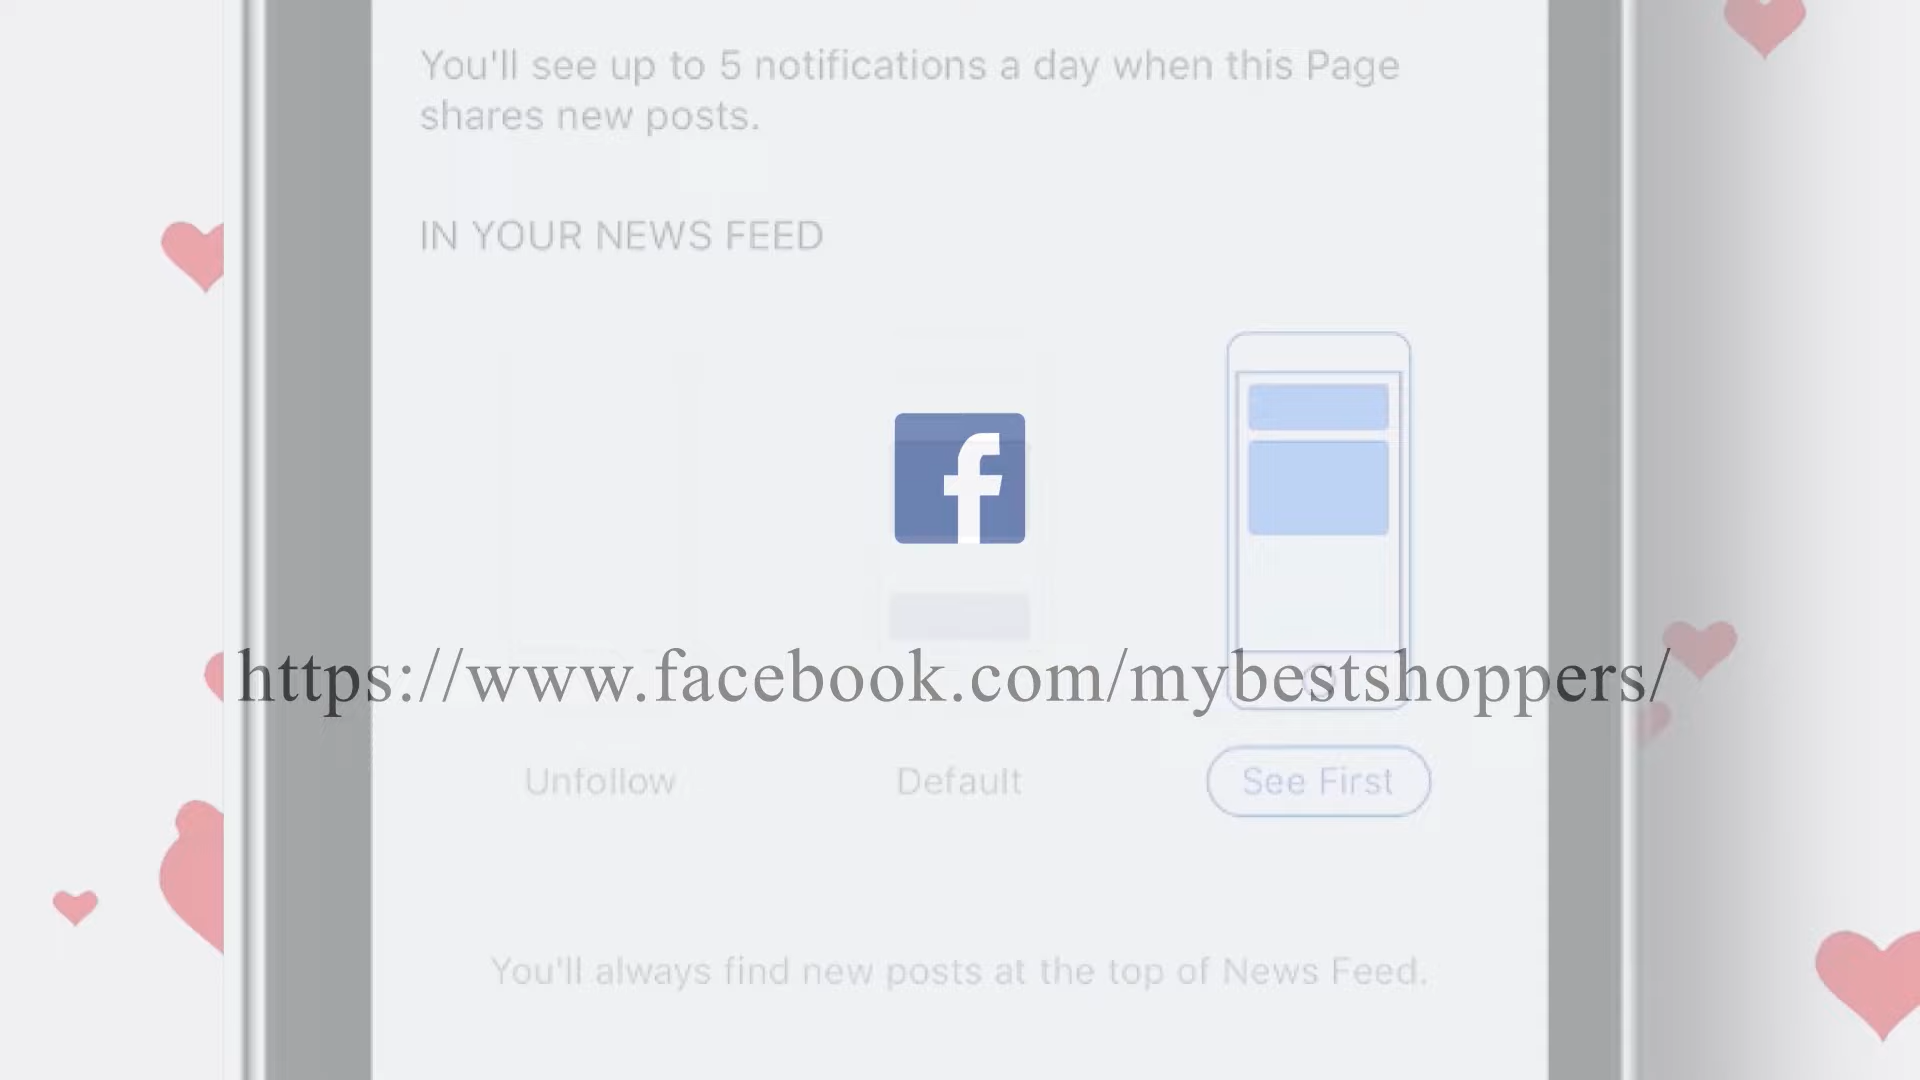 You'll see up to 5 notifications a day when this Page
shares new posts.
IN YOUR NEWS FEED
https://www.facebook.com/mybestshoppers/
Unfollow
Default
See First
You'll always find new posts at the top of News Feed.